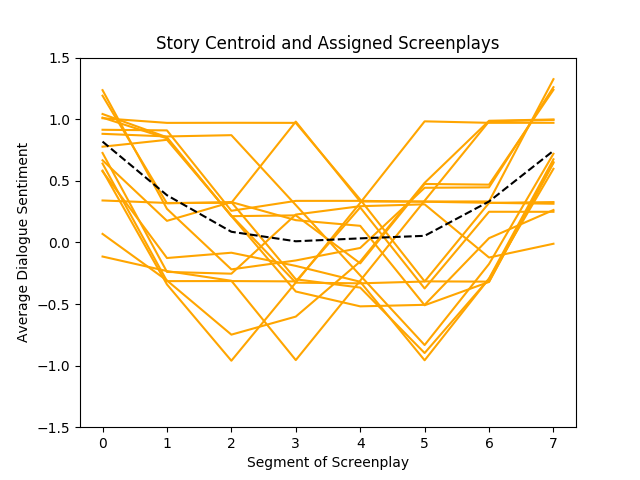 Story Centroid and Assigned Screenplays
Average Dialogue Sentiment
1.5
1.0
0.5
0.0
−0.5
−1.0
−1.5
0 1 2 3 4 5 6 7
Segment of Screenplay